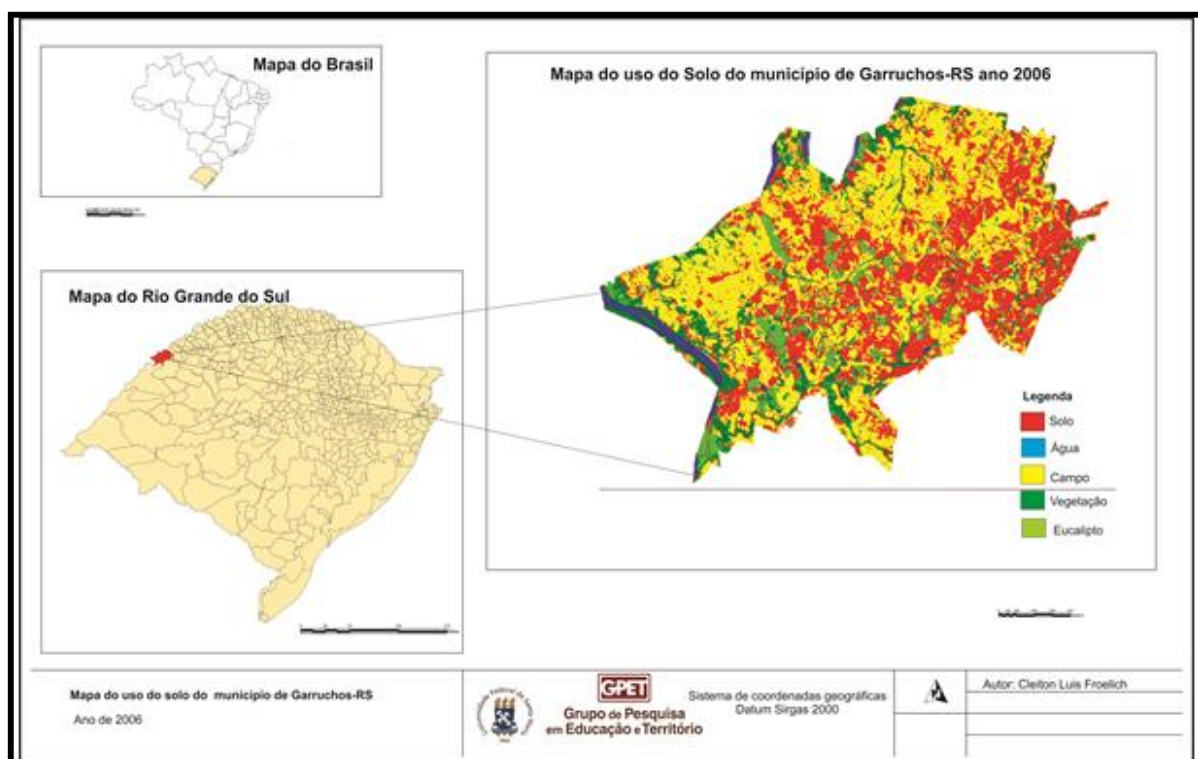 Mapa do Brasil
Mapa do uso do Solo do município de Garruchos-RS ano 2006
Mapa do Rio Grande do Sul
Legenda
Solo
Água
Campo
Vegetação
Eucalipto
Mapa do uso do solo do municipio de Garruchos-RS
Ano de 2006
GPET
Grupo de Pesquisa
em Educação e Território
Sistema de coordenadas geográficas
Datum Sirgas 2000
Autor: Cleiton Luis Froelich